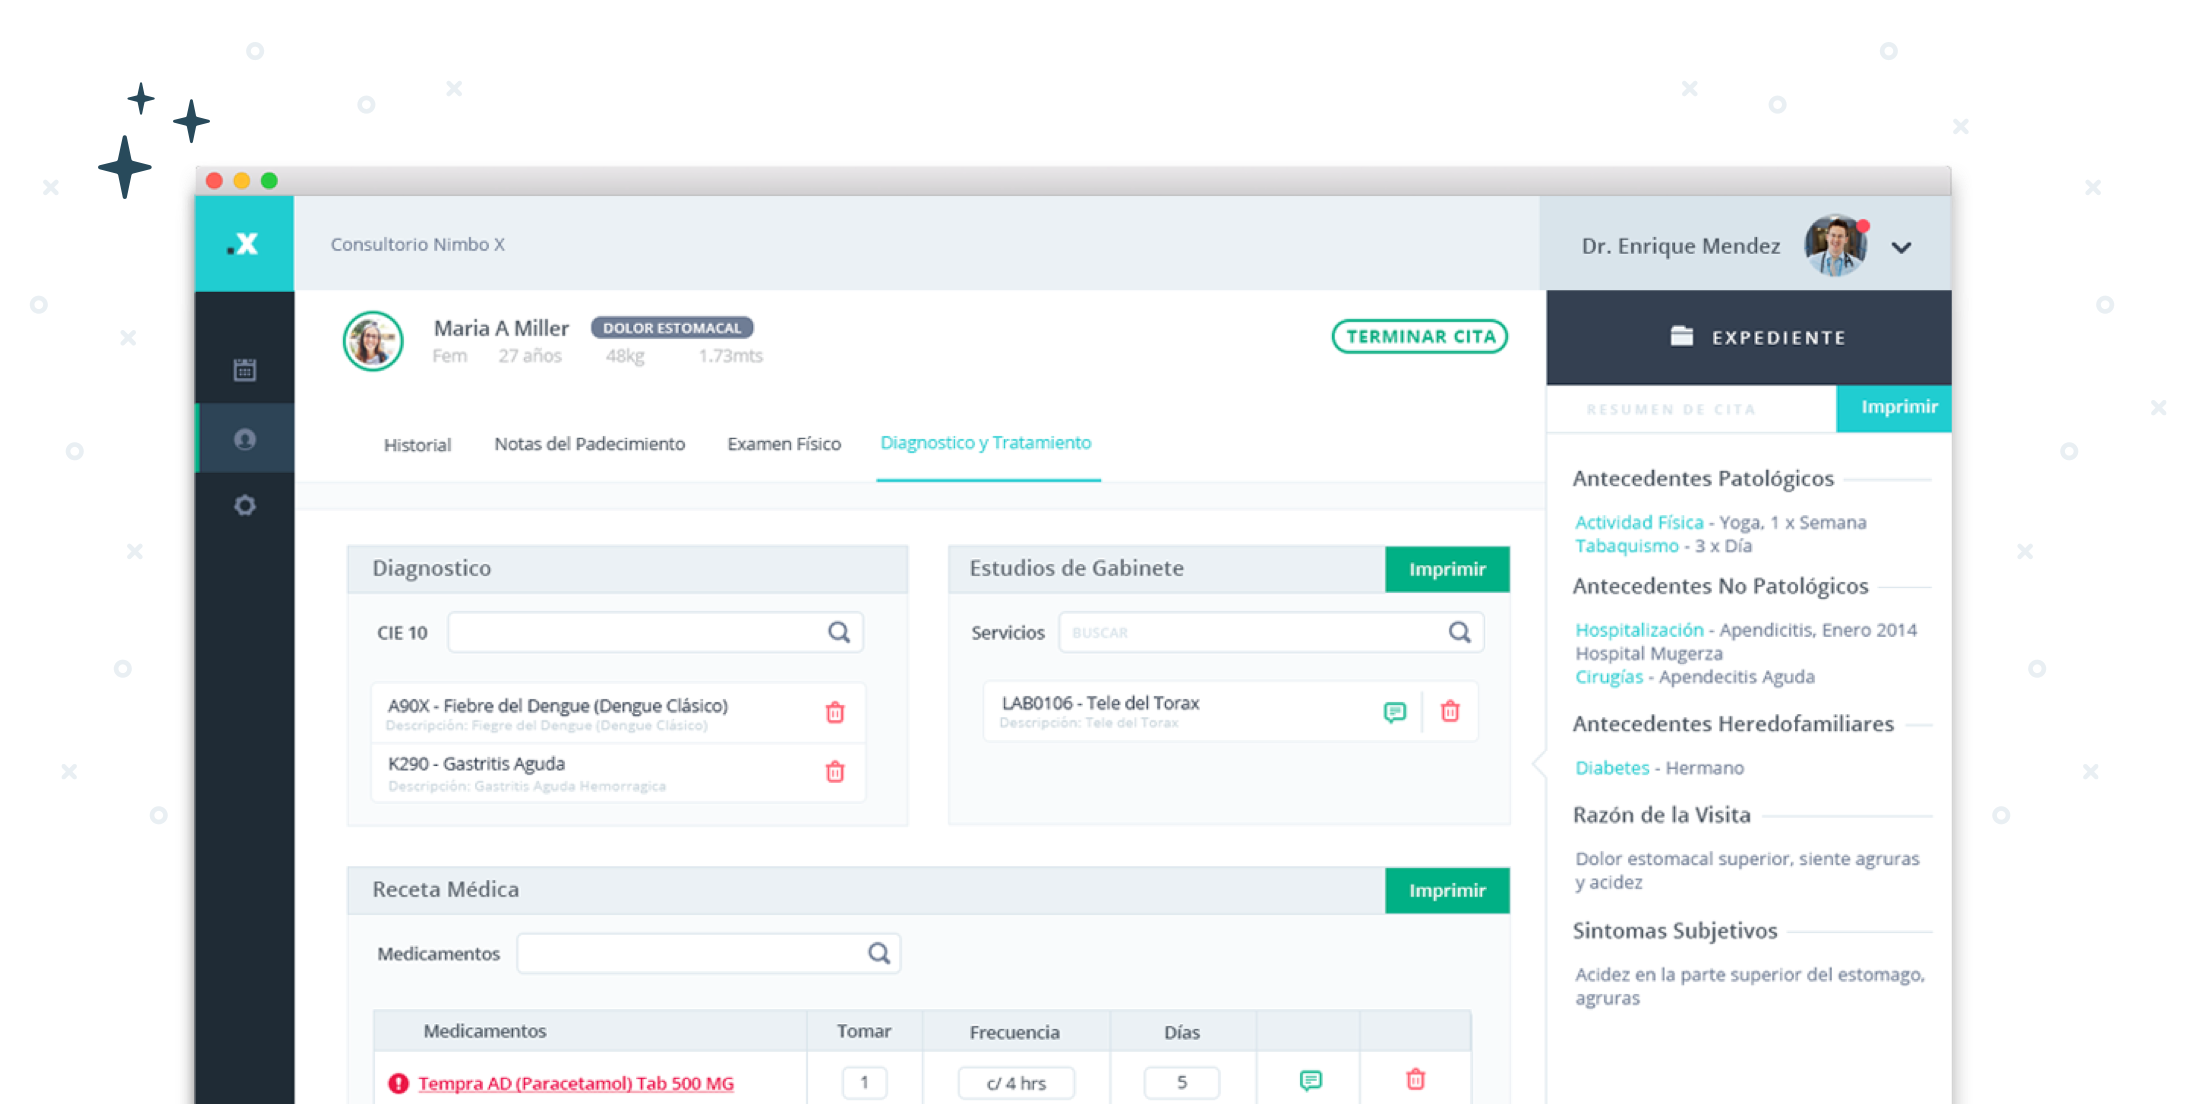 .X
Consultorio Nimbo X
Dr. Enrique Mendez
Maria A Miller
DOLOR ESTOMACAL
Fem 27 años 48kg 1.73mts
TERMINAR CITA
Historial
Notas del Padecimiento
Examen Físico
Diagnostico y Tratamiento
Diagnostico
CIE 10
A90X - Fiebre del Dengue (Dengue Clásico)
Descripción: Fiegre del Dengue (Dengue Clásico)
K290 - Gastritis Aguda
Descripción: Gastritis Aguda Hemorragica
Estudios de Gabinete
Imprimir
Servicios
BUSCAR
LAB0106 - Tele del Torax
Descripción: Tele del Torax
Receta Médica
Imprimir
Medicamentos
Medicamentos Tomar Frecuencia Días
Tempra AD (Paracetamol) Tab 500 MG 1 c/ 4 hrs 5
EXPEDIENTE
RESUMEN DE CITA
Imprimir
Antecedentes Patológicos
Actividad Física - Yoga, 1 x Semana
Tabaquismo - 3 x Día
Antecedentes No Patológicos
Hospitalización - Apendicitis, Enero 2014
Hospital Mugerza
Cirugías - Apendecitis Aguda
Antecedentes Heredofamiliares
Diabetes - Hermano
Razón de la Visita
Dolor estomacal superior, siente agruras
y acidez
Sintomas Subjetivos
Acidez en la parte superior del estomago,
agruras